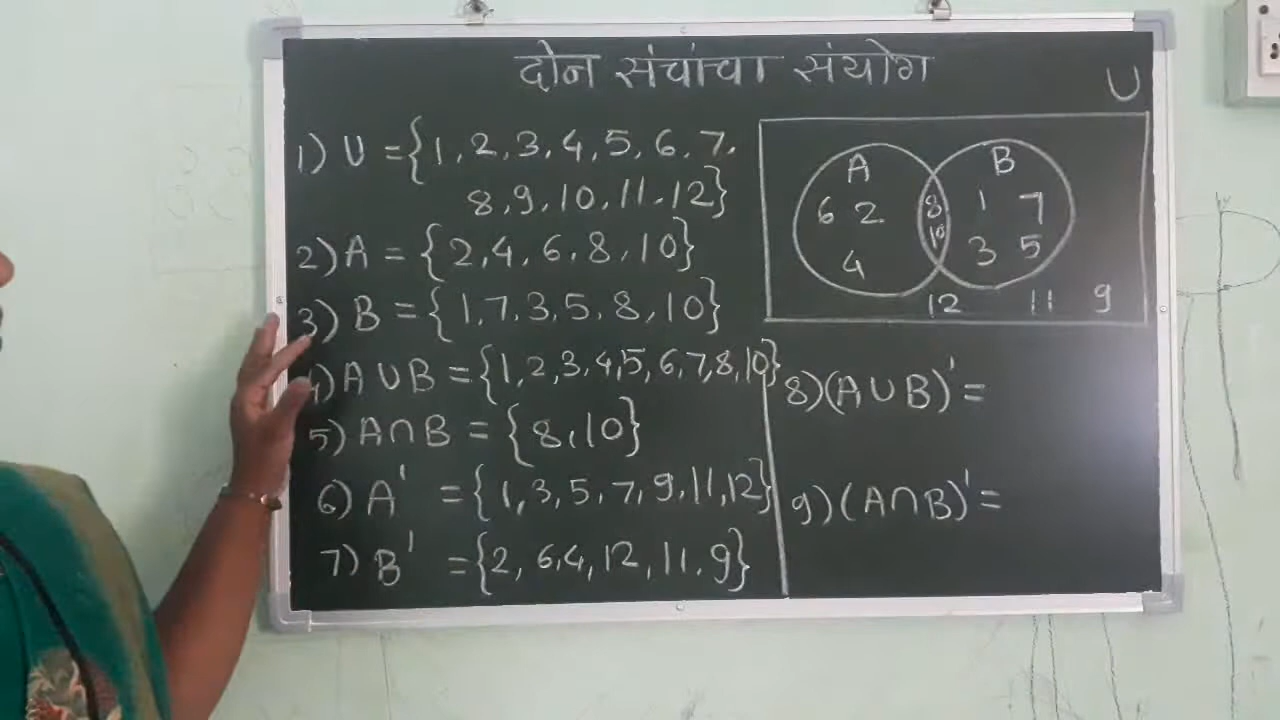 दोन संचांचा संयोग
1) U = {1, 2, 3, 4, 5, 6, 7,
8, 9, 10, 11, 12}
2) A = {2, 4, 6, 8, 10}
3) B = {1, 7, 3, 5, 8, 10}
4) A ∪ B = {1, 2, 3, 4, 5, 6, 7, 8, 10}
5) A ∩ B = {8, 10}
6) A' = {1, 3, 5, 7, 9, 11, 12}
7) B' = {2, 6, 4, 12, 11, 9}
U
A B
6 2 8 1 7
4 10 3 5
12 11 9
8) (A ∪ B)' =
9) (A ∩ B)' =